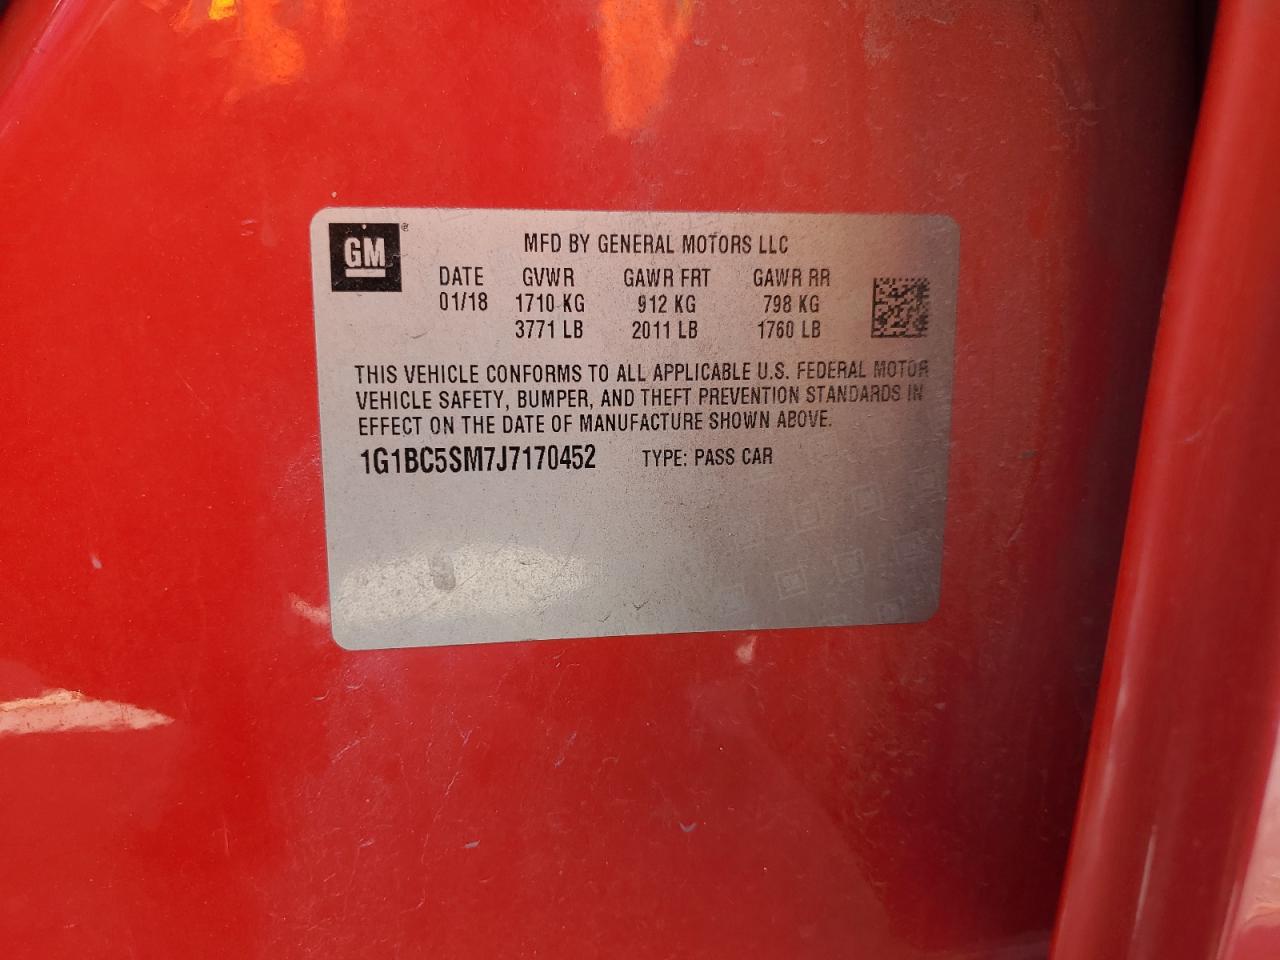 GM®
MFD BY GENERAL MOTORS LLC
DATE GVWR GAWR FRT GAWR RR
01/18 1710 KG 912 KG 798 KG
3771 LB 2011 LB 1760 LB
THIS VEHICLE CONFORMS TO ALL APPLICABLE U.S. FEDERAL MOTOR
VEHICLE SAFETY, BUMPER, AND THEFT PREVENTION STANDARDS IN
EFFECT ON THE DATE OF MANUFACTURE SHOWN ABOVE.
1G1BC5SM7J7170452 TYPE: PASS CAR